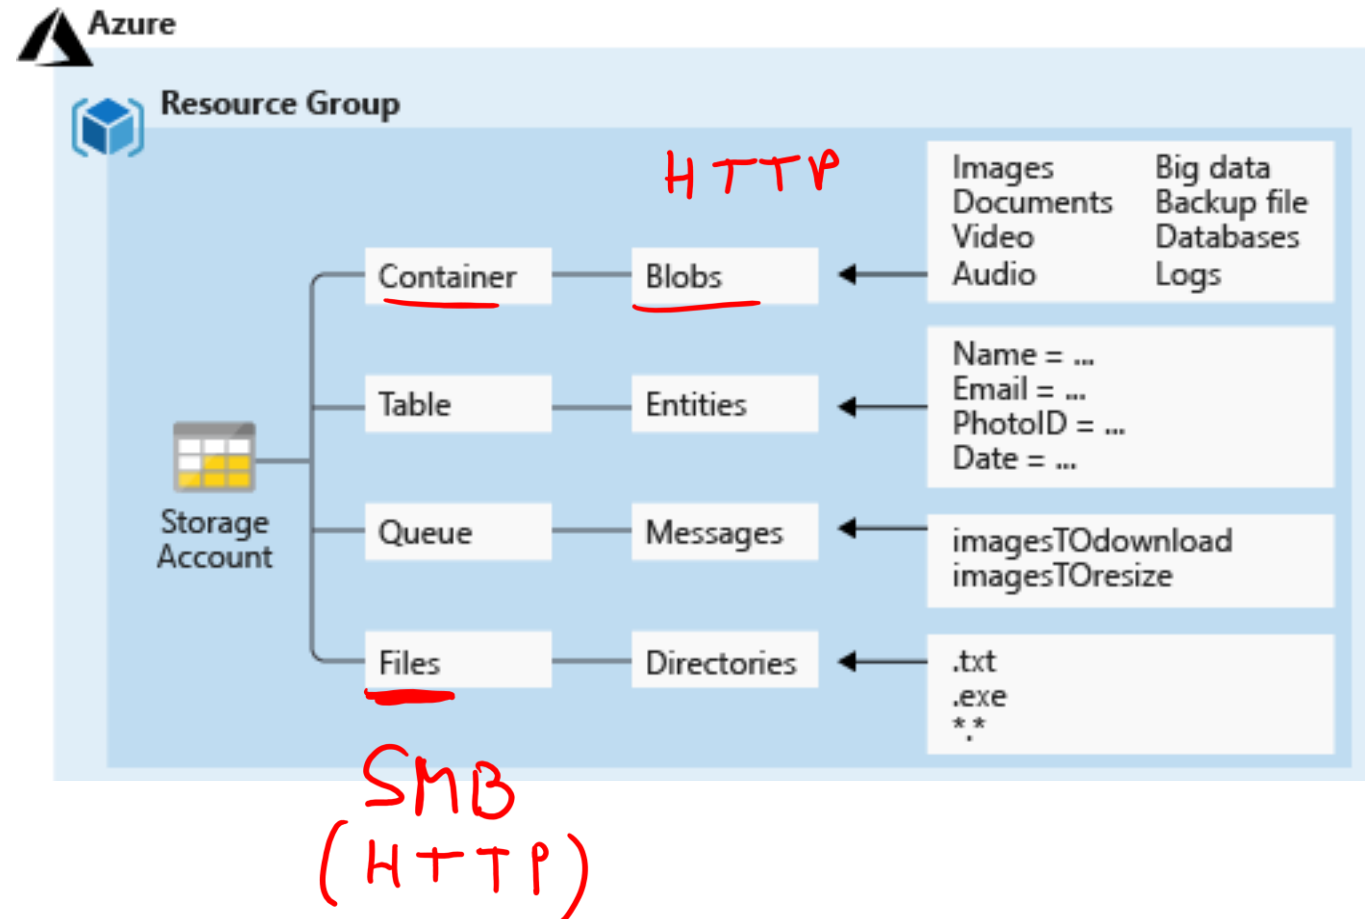 Azure
Resource Group
HTTP
Images Big data
Documents Backup file
Video Databases
Audio Logs
Container Blobs
Name = ...
Email = ...
PhotoID = ...
Date = ...
Table Entities
Storage
Account
Queue Messages
imagesTOdownload
imagesTOresize
Files Directories
.txt
.exe
*.*
SMB
(HTTP)